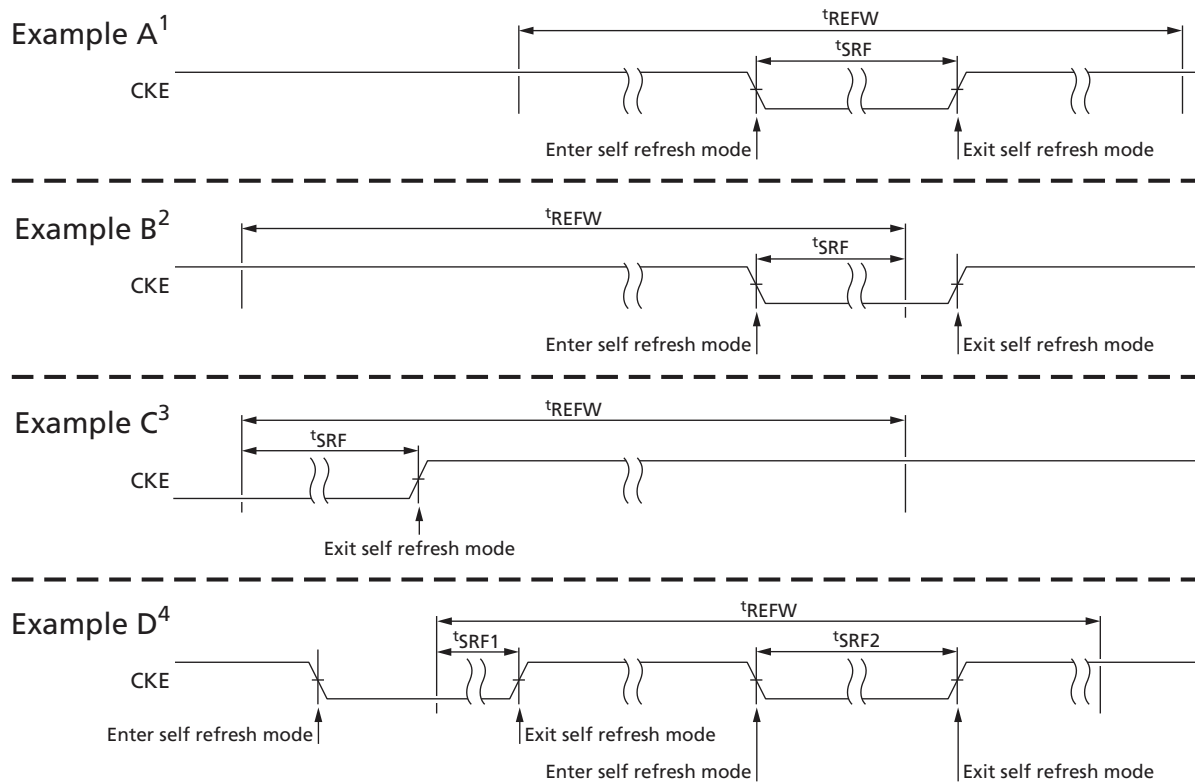 Example A¹
tREFW
tSRF
CKE
Enter self refresh mode
Exit self refresh mode
Example B²
tREFW
tSRF
CKE
Enter self refresh mode
Exit self refresh mode
Example C³
tREFW
tSRF
CKE
Exit self refresh mode
Example D⁴
tREFW
tSRF1
tSRF2
CKE
Enter self refresh mode
Exit self refresh mode
Enter self refresh mode
Exit self refresh mode